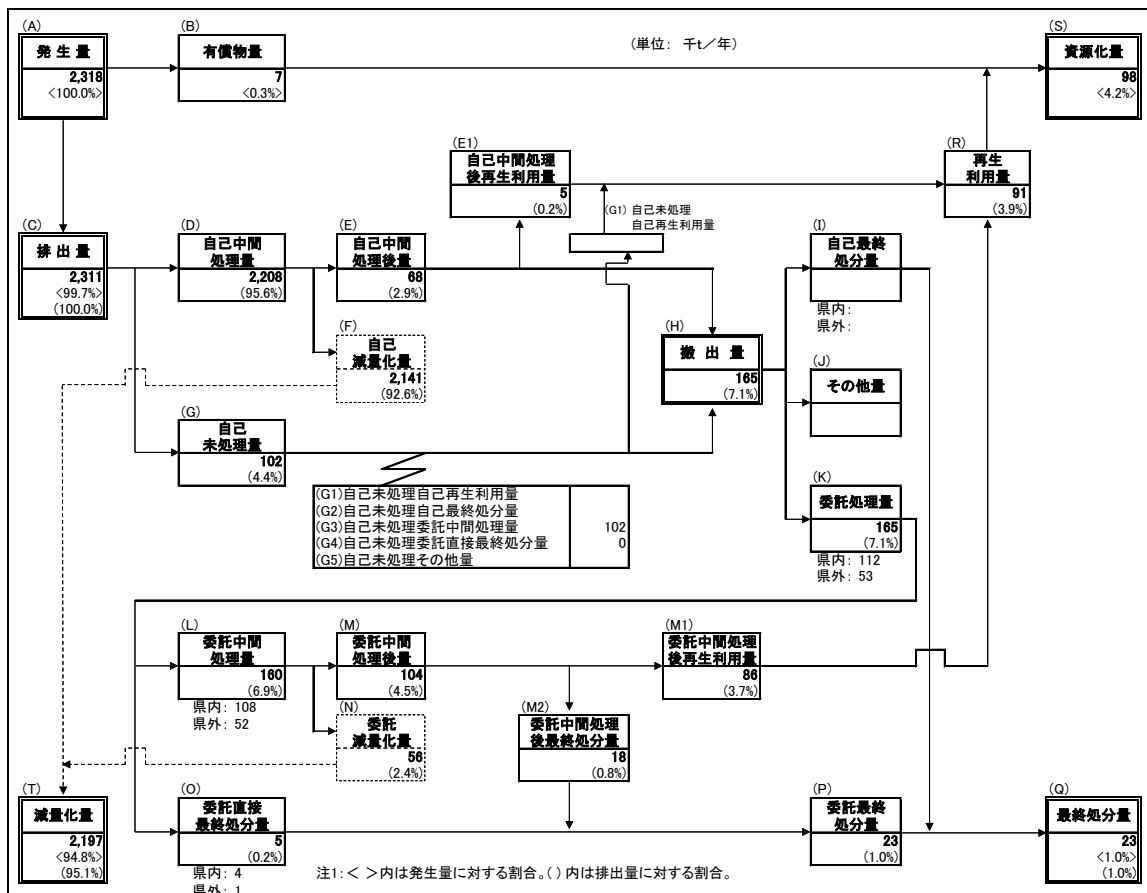 (A)
発 生 量
2,318
<100.0%>
(B)
有償物量
7
<0.3%>
(単位： 千t／年)
(S)
資源化量
98
<4.2%>
(E1)
自己中間処理
後再生利用量
5
(0.2%)
(G1) 自己未処理
自己再生利用量
(R)
再生
利用量
91
(3.9%)
(C)
排 出 量
2,311
<99.7%>
(100.0%)
(D)
自己中間
処理量
2,208
(95.6%)
(E)
自己中間
処理後量
68
(2.9%)
(F)
自己
減量化量
2,141
(92.6%)
(G)
自己
未処理量
102
(4.4%)
(H)
搬 出 量
165
(7.1%)
(I)
自己最終
処分量
県内：
県外：
(J)
その他量
(K)
委託処理量
165
(7.1%)
県内： 112
県外： 53
(G1)自己未処理自己再生利用量
(G2)自己未処理自己最終処分量
(G3)自己未処理委託中間処理量 102
(G4)自己未処理委託直接最終処分量 0
(G5)自己未処理その他量
(L)
委託中間
処理量
160
(6.9%)
県内： 108
県外： 52
(M)
委託中間
処理後量
104
(4.5%)
(N)
委託
減量化量
56
(2.4%)
(M1)
委託中間処理
後再生利用量
86
(3.7%)
(M2)
委託中間処理
後最終処分量
18
(0.8%)
(T)
減量化量
2,197
<94.8%>
(95.1%)
(O)
委託直接
最終処分量
5
(0.2%)
県内： 4
県外： 1
(P)
委託最終
処分量
23
(1.0%)
(Q)
最終処分量
23
<1.0%>
(1.0%)
注1：＜ ＞内は発生量に対する割合。( )内は排出量に対する割合。